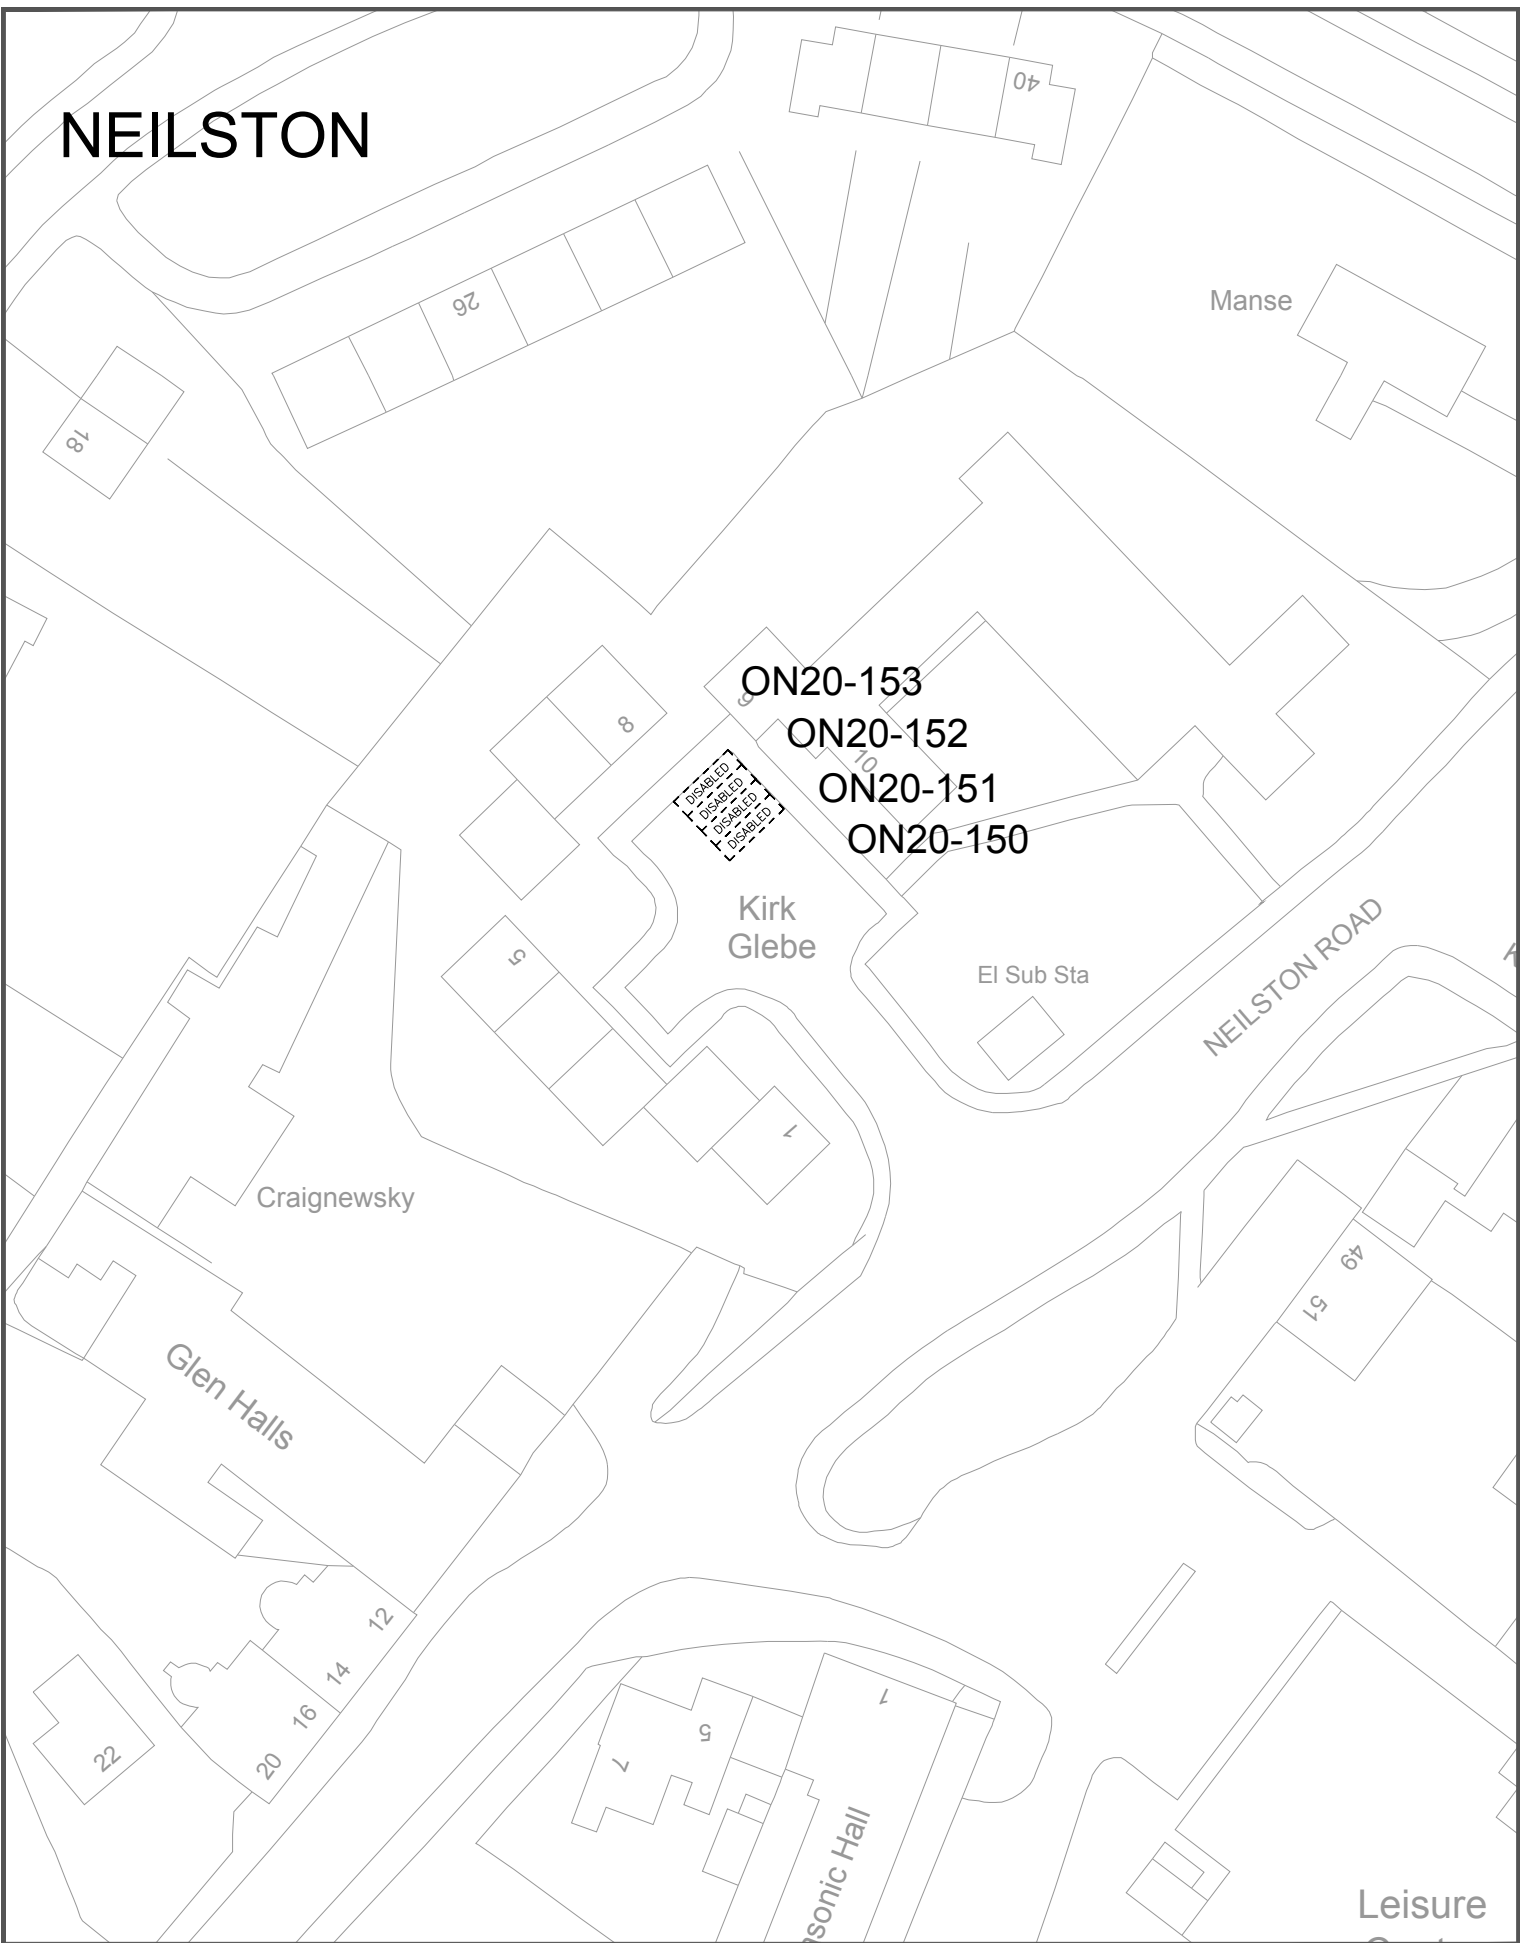 NEILSTON
40
Manse
26
18
ON20-153
9
8
ON20-152
10
DISABLED
DISABLED
DISABLED
DISABLED
ON20-151
ON20-150
Kirk
Glebe
NEILSTON ROAD
5
El Sub Sta
1
Craignewsky
49
51
Glen Halls
12
14
16
20
22
1
5
7
Leisure